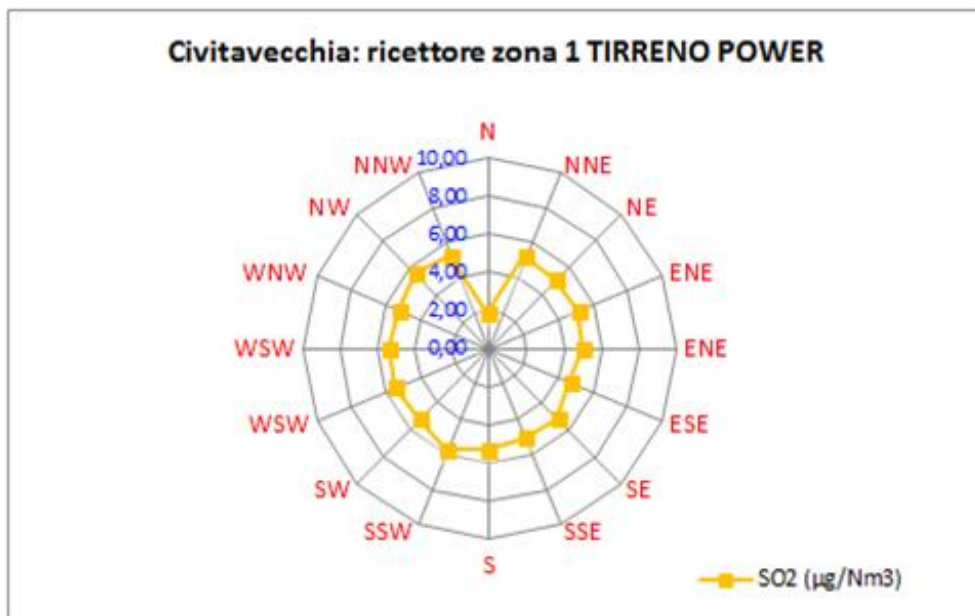 Civitavecchia: ricettore zona 1 TIRRENO POWER
N
NNW
10,00
NNE
NW
8,00
NE
6,00
WNW
4,00
ENE
2,00
WSW
0,00
ENE
WSW
ESE
SW
SE
SSW
SSE
S
SO2 (µg/Nm3)